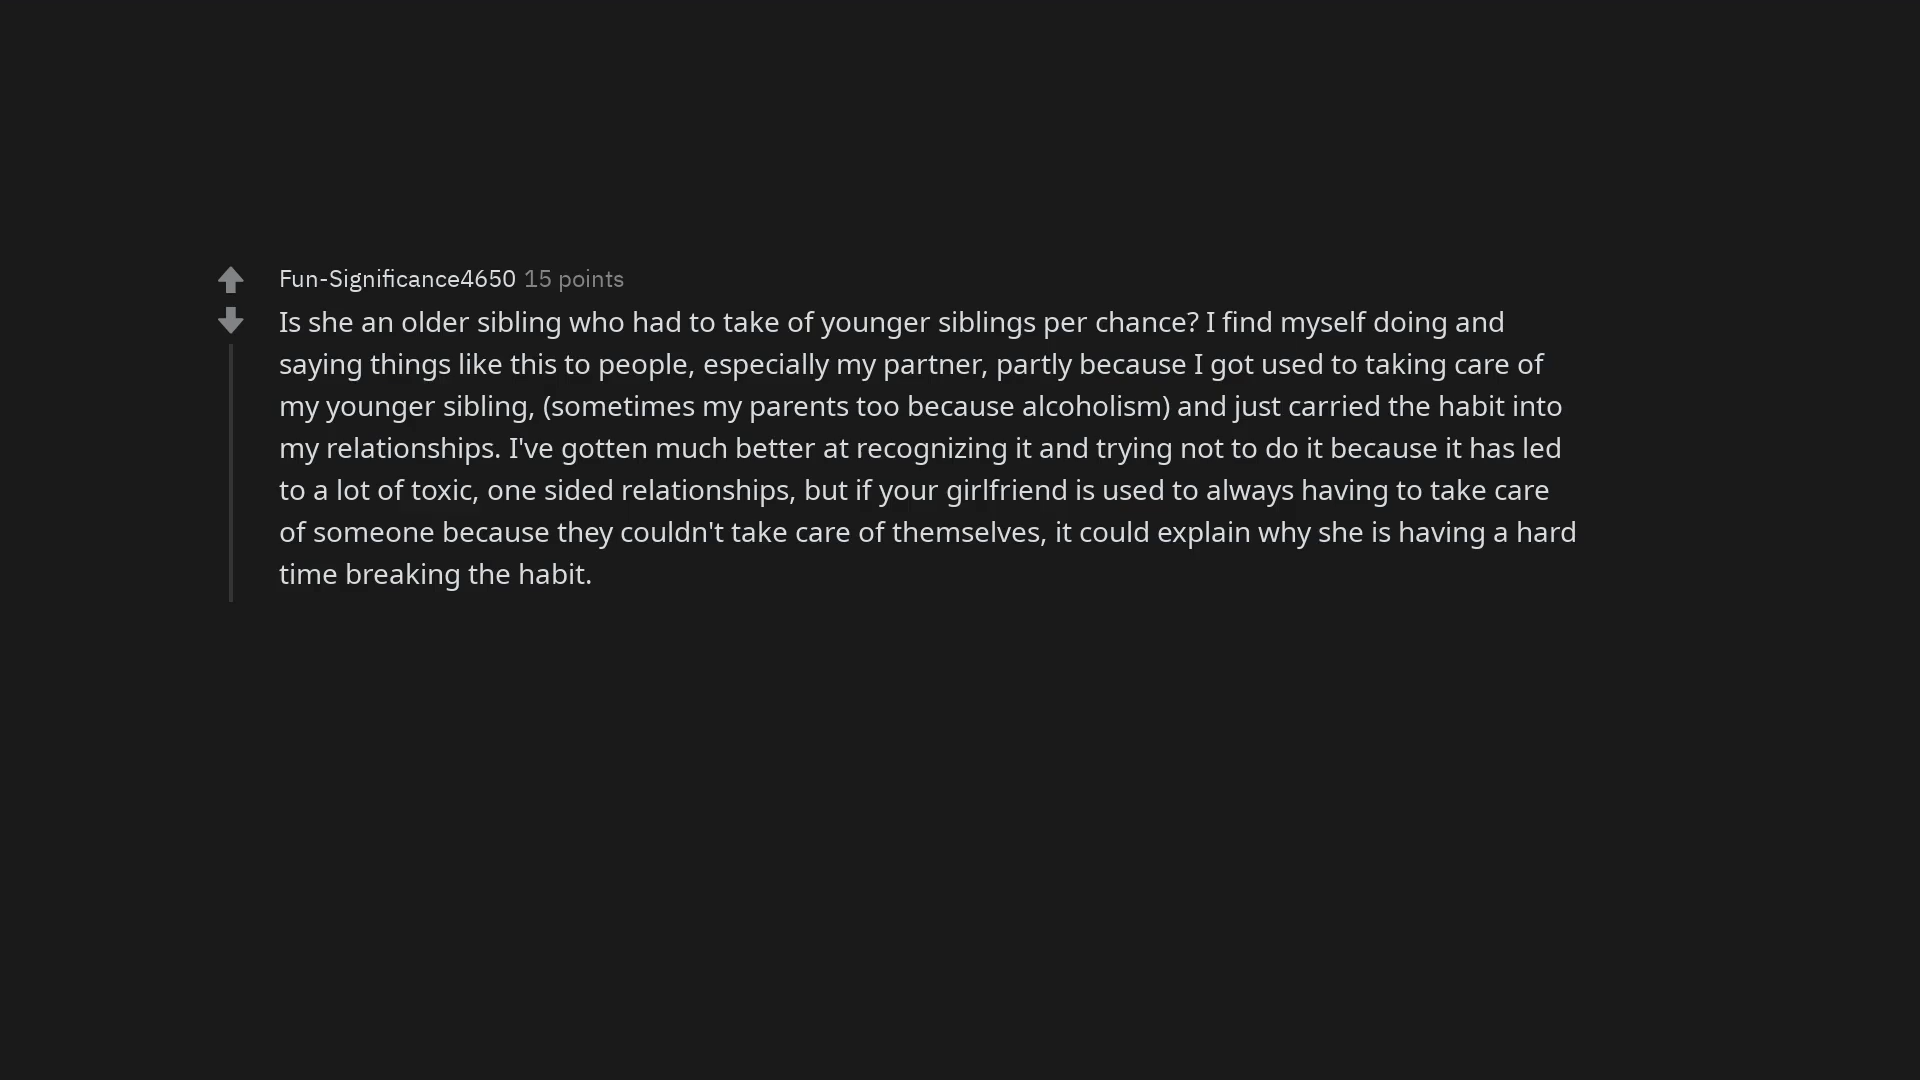 Fun-Significance4650 15 points
Is she an older sibling who had to take of younger siblings per chance? I find myself doing and
saying things like this to people, especially my partner, partly because I got used to taking care of
my younger sibling, (sometimes my parents too because alcoholism) and just carried the habit into
my relationships. I've gotten much better at recognizing it and trying not to do it because it has led
to a lot of toxic, one sided relationships, but if your girlfriend is used to always having to take care
of someone because they couldn't take care of themselves, it could explain why she is having a hard
time breaking the habit.